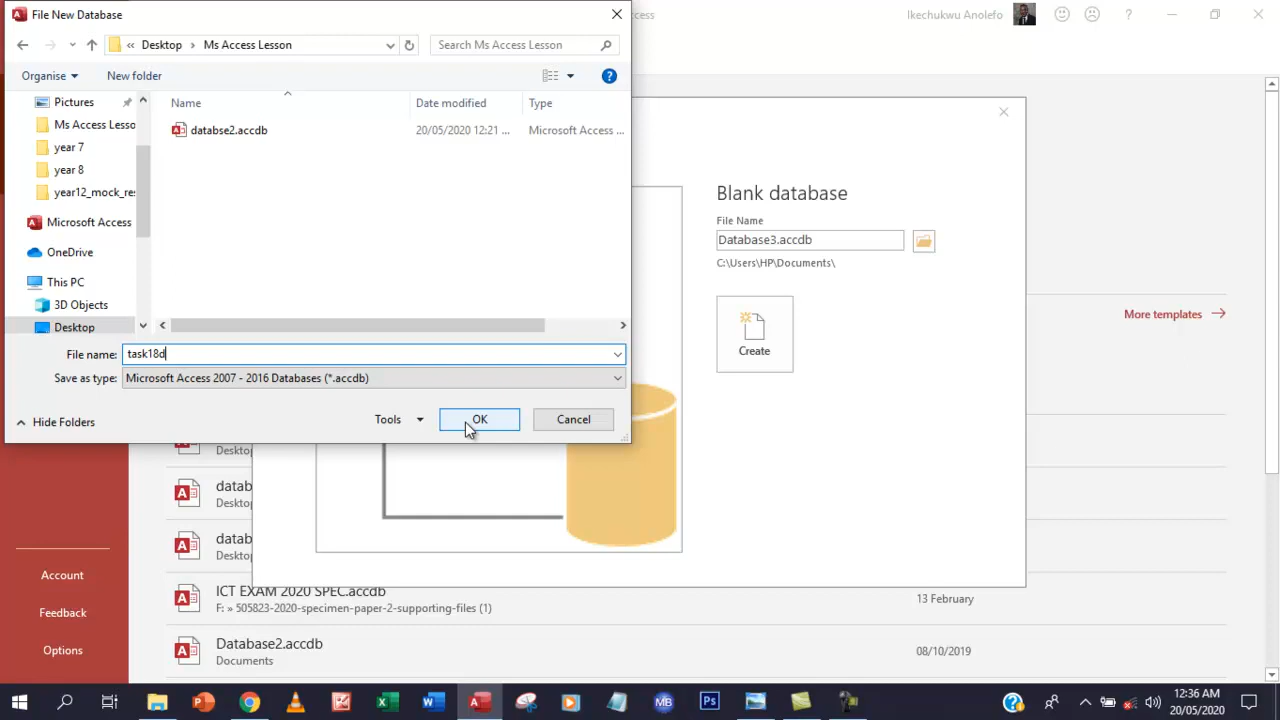 File New Database
cess
Ikechukwu Anolefo
Desktop
Ms Access Lesson
Search Ms Access Lesson
Organise
New folder
Name
Date modified
Type
Pictures
Ms Access Lesso
year 7
year 8
year12_mock_re
Microsoft Access
OneDrive
This PC
3D Objects
Desktop
databse2.accdb
20/05/2020 12:21 ...
Microsoft Access ...
File name:
task18d
Save as type:
Microsoft Access 2007 - 2016 Databases (*.accdb)
Hide Folders
Tools
OK
Cancel
Blank database
File Name
Database3.accdb
C:\Users\HP\Documents\
Create
More templates
Deskto
datab
Deskto
datab
Deskto
ICT EXAM 2020 SPEC.accdb
F: » 505823-2020-specimen-paper-2-supporting-files (1)
13 February
Database2.accdb
Documents
08/10/2019
Account
Feedback
Options
12:36 AM
20/05/2020